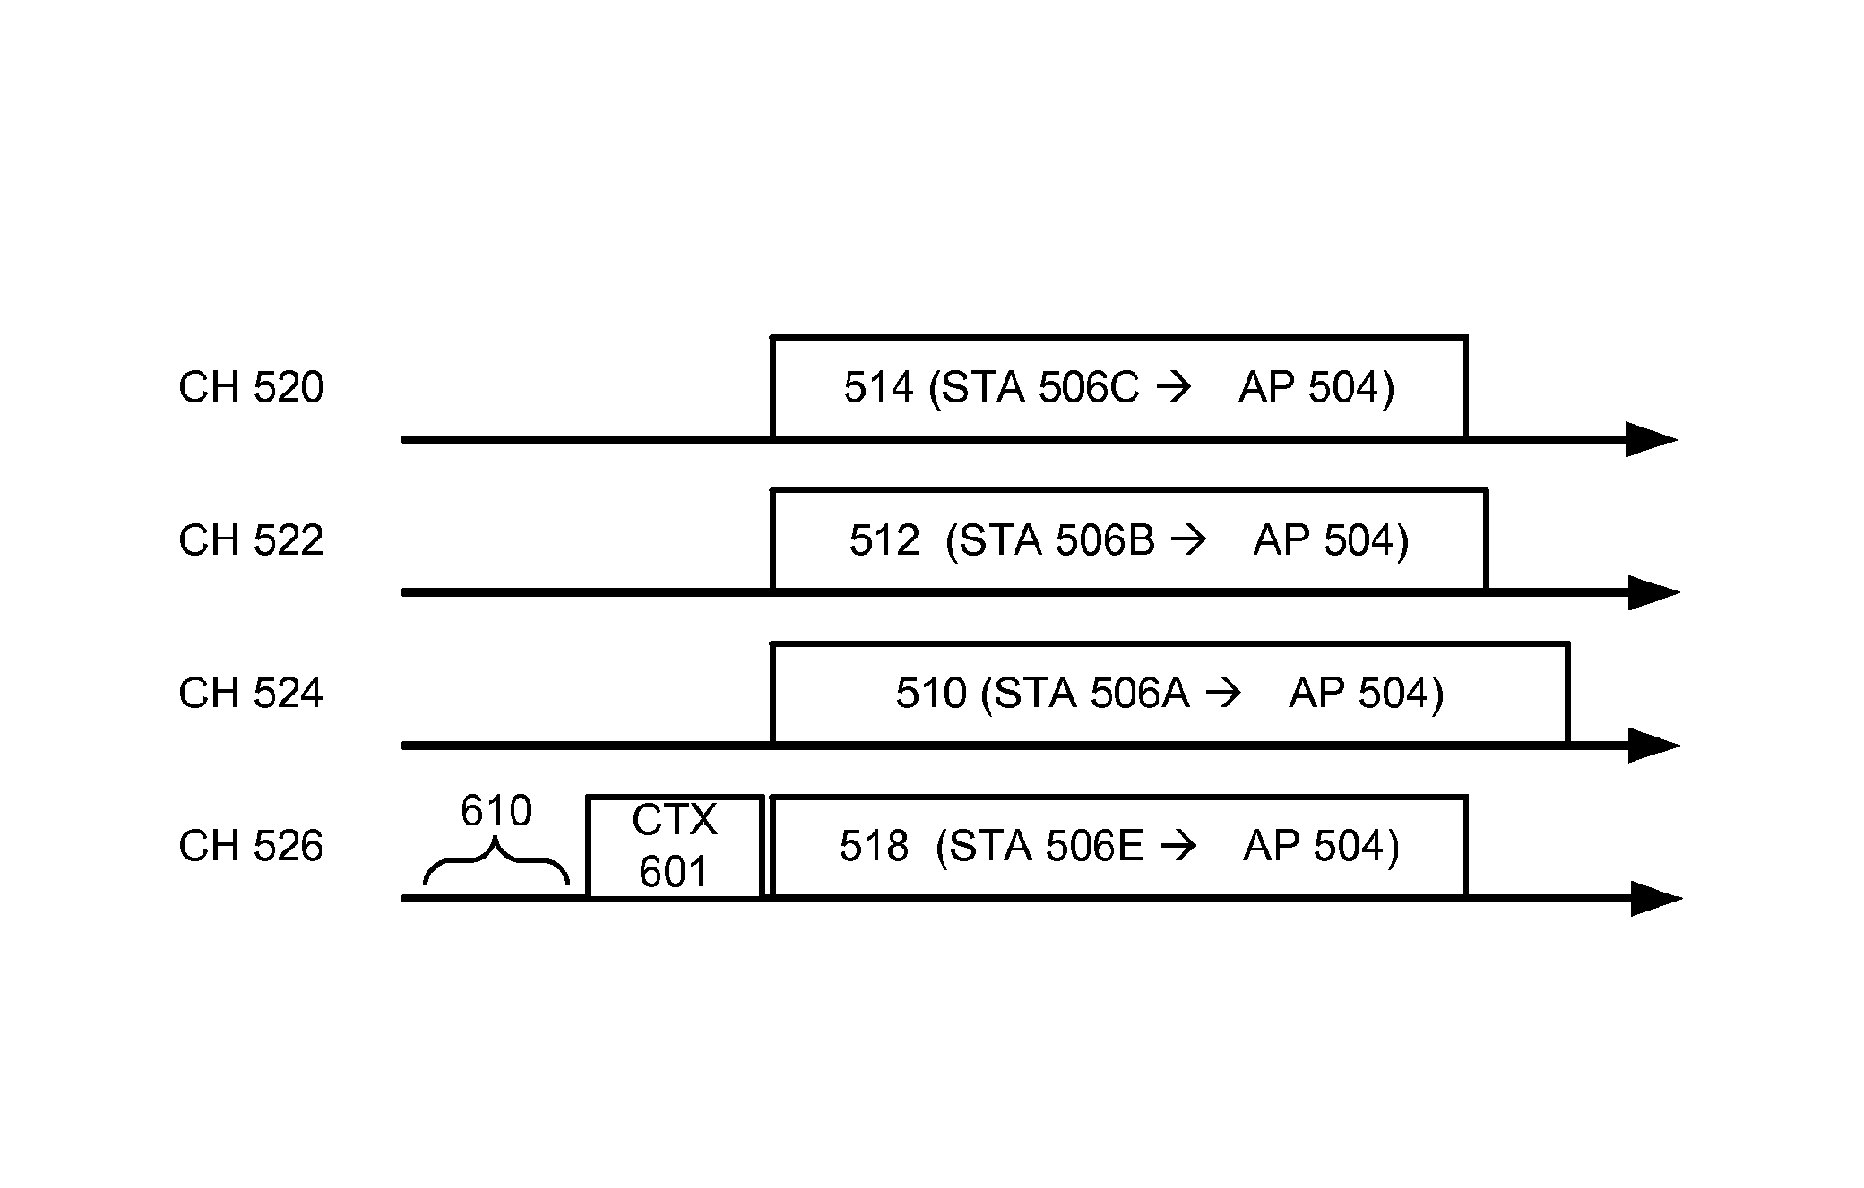 CH 520
514 (STA 506C → AP 504)
CH 522
512 (STA 506B → AP 504)
CH 524
510 (STA 506A → AP 504)
CH 526
610
CTX
601
518 (STA 506E → AP 504)